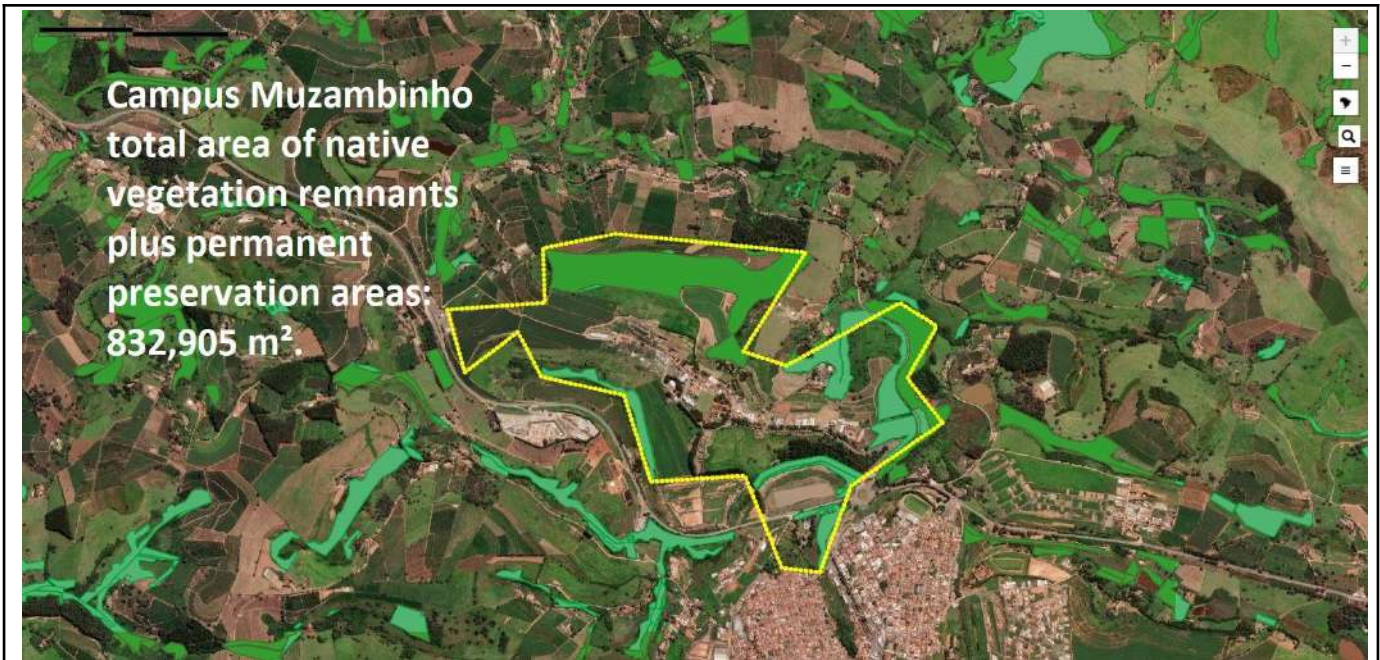 Campus Muzambinho
total area of native
vegetation remnants
plus permanent
preservation areas:
832,905 m².
+
−
≡